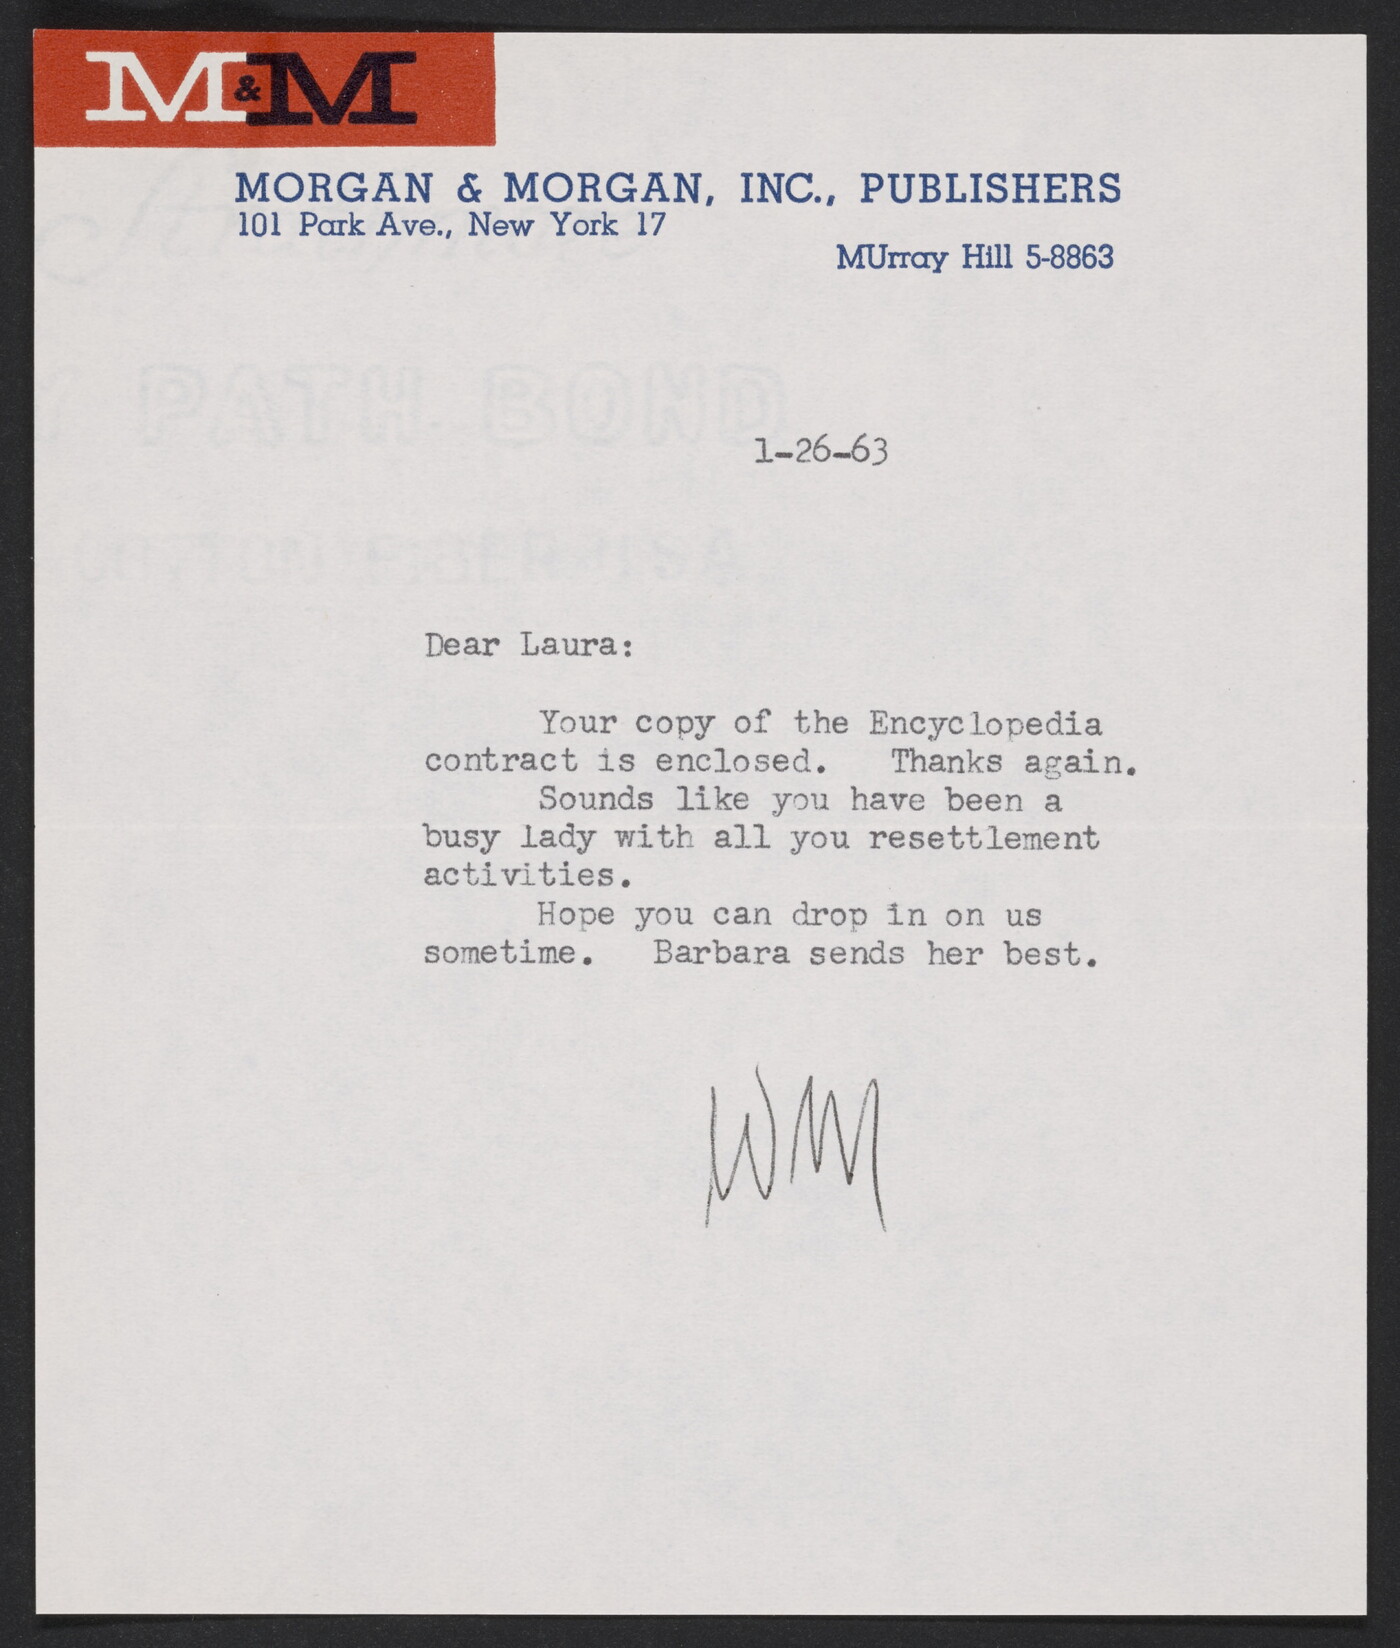 M&M
MORGAN & MORGAN, INC., PUBLISHERS
101 Park Ave., New York 17
MUrray Hill 5-8863
PATH BOND
1-26-63
Dear Laura:
Your copy of the Encyclopedia
contract is enclosed. Thanks again.
Sounds like you have been a
busy lady with all you resettlement
activities.
Hope you can drop in on us
sometime. Barbara sends her best.
WM